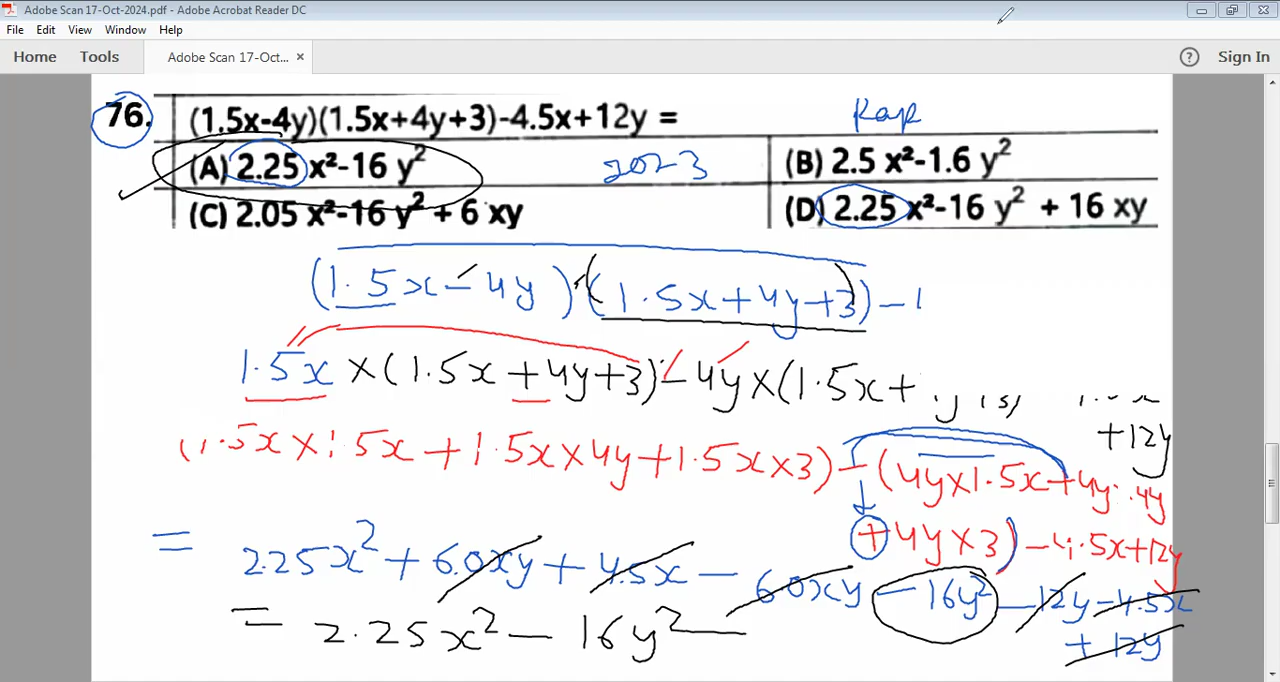 Adobe Scan 17-Oct-2024.pdf - Adobe Acrobat Reader DC
File Edit View Window Help
Home Tools Adobe Scan 17-Oct... × ? Sign In
76. (1.5x-4y)(1.5x+4y+3)-4.5x+12y =
(A) 2.25 x²-16 y² 2023 (B) 2.5 x²-1.6 y²
(C) 2.05 x²-16 y² + 6 xy (D) 2.25 x²-16 y² + 16 xy
(1.5x-4y)(1.5x+4y+3)-
1.5x×(1.5x+4y+3)-4y×(1.5x+
+12y
(1.5x×1.5x+1.5x×4y+1.5x×3)-(4y×1.5x+4y 4y
+4y×3)-4.5x+12y
= 2.25x²+6.0xy+4.5x-6.0xy-16y²-12y-4.5x
+12y
= 2.25x²-16y²